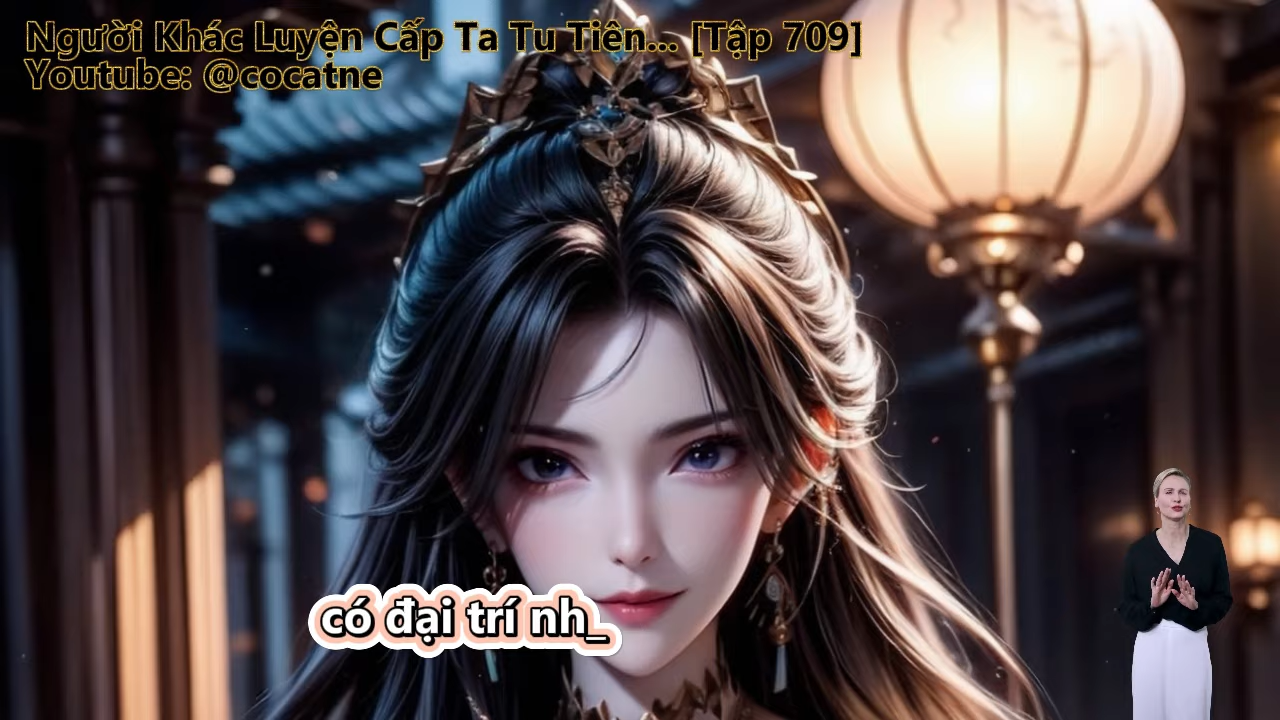 Người Khác Luyện Cấp Ta Tu Tiên... [Tập 709]
Youtube: @cocatne
có đại trí nh_